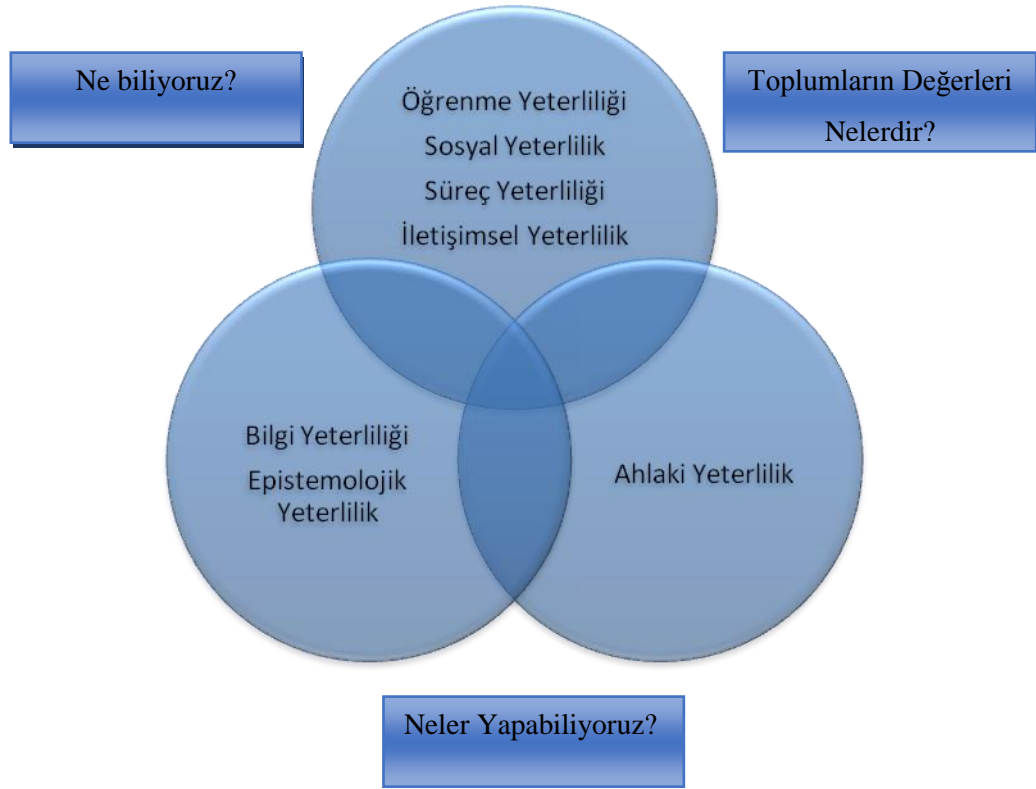 Ne biliyoruz?
Toplumların Değerleri
Nelerdir?
Öğrenme Yeterliliği
Sosyal Yeterlilik
Süreç Yeterliliği
İletişimsel Yeterlilik
Bilgi Yeterliliği
Epistemolojik
Yeterlilik
Ahlaki Yeterlilik
Neler Yapabiliyoruz?